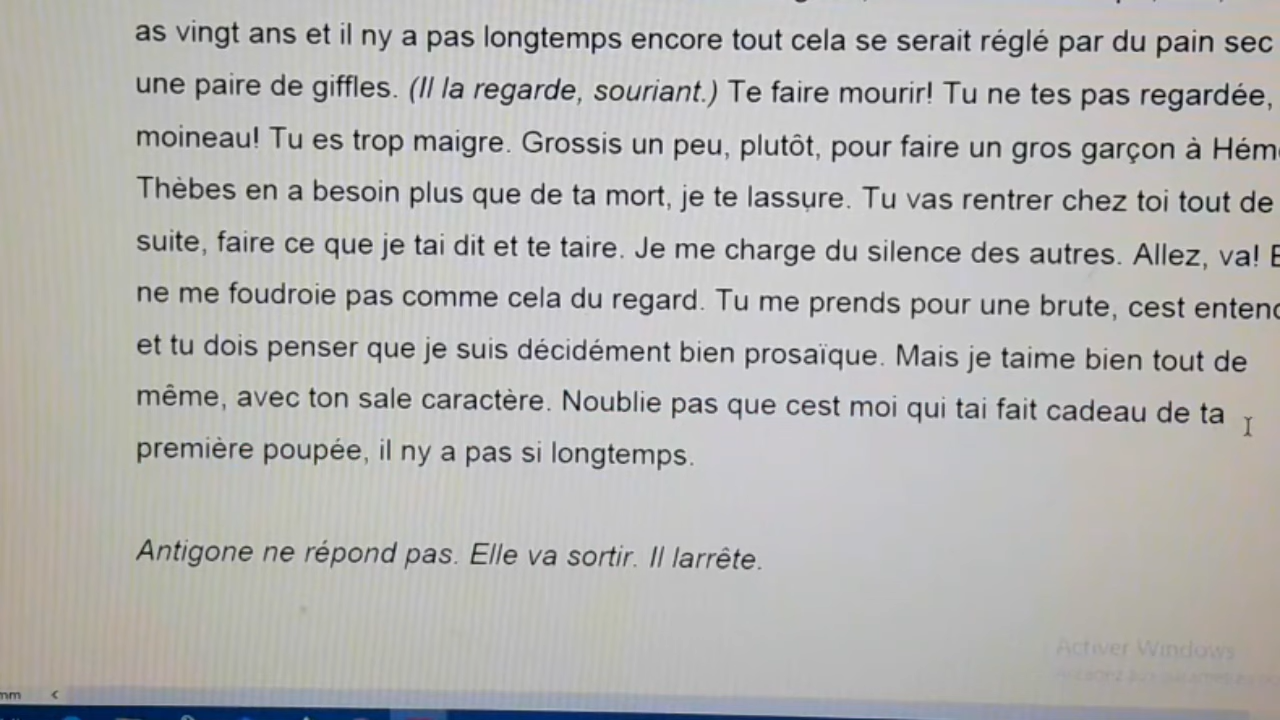 as vingt ans et il ny a pas longtemps encore tout cela se serait réglé par du pain sec
une paire de giffles. (Il la regarde, souriant.) Te faire mourir! Tu ne tes pas regardée,
moineau! Tu es trop maigre. Grossis un peu, plutôt, pour faire un gros garçon à Hém
Thèbes en a besoin plus que de ta mort, je te lassure. Tu vas rentrer chez toi tout de
suite, faire ce que je tai dit et te taire. Je me charge du silence des autres. Allez, va! E
ne me foudroie pas comme cela du regard. Tu me prends pour une brute, cest entend
et tu dois penser que je suis décidément bien prosaïque. Mais je taime bien tout de
même, avec ton sale caractère. Noublie pas que cest moi qui tai fait cadeau de ta
première poupée, il ny a pas si longtemps.
Antigone ne répond pas. Elle va sortir. Il larrête.
Activer Windows
mm